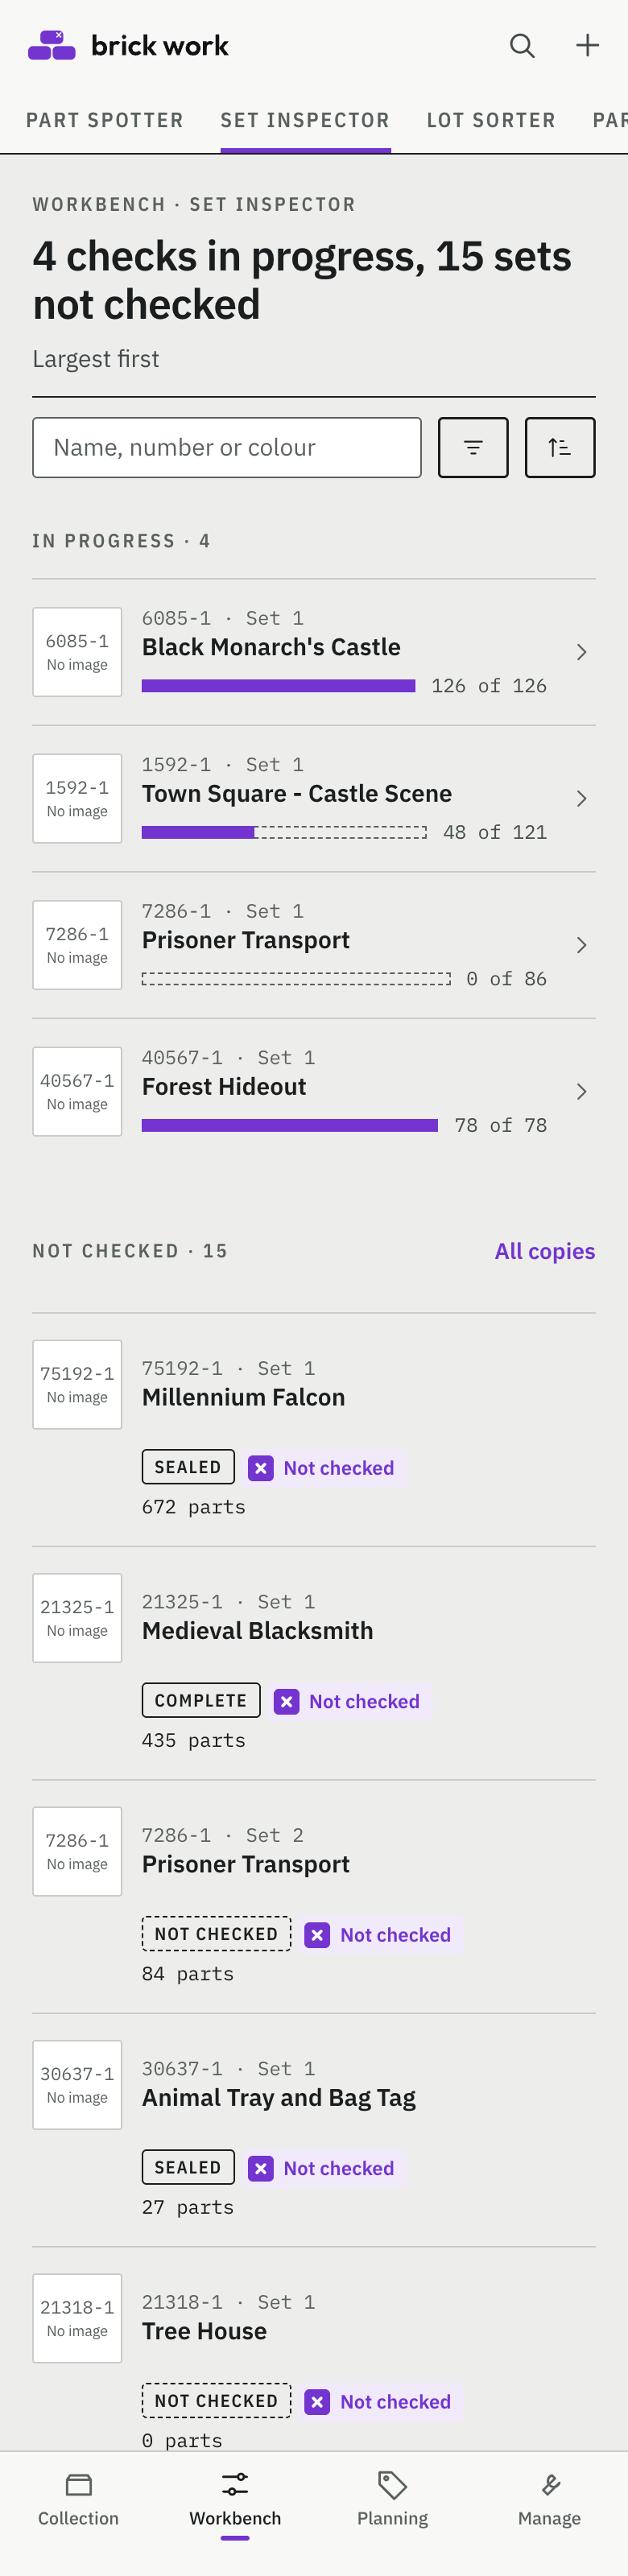 brick work
PART SPOTTER SET INSPECTOR LOT SORTER PAR
WORKBENCH · SET INSPECTOR
4 checks in progress, 15 sets
not checked
Largest first
Name, number or colour
IN PROGRESS · 4
6085-1
No image
6085-1 · Set 1
Black Monarch's Castle
126 of 126
1592-1
No image
1592-1 · Set 1
Town Square - Castle Scene
48 of 121
7286-1
No image
7286-1 · Set 1
Prisoner Transport
0 of 86
40567-1
No image
40567-1 · Set 1
Forest Hideout
78 of 78
NOT CHECKED · 15 All copies
75192-1
No image
75192-1 · Set 1
Millennium Falcon
SEALED Not checked
672 parts
21325-1
No image
21325-1 · Set 1
Medieval Blacksmith
COMPLETE Not checked
435 parts
7286-1
No image
7286-1 · Set 2
Prisoner Transport
NOT CHECKED Not checked
84 parts
30637-1
No image
30637-1 · Set 1
Animal Tray and Bag Tag
SEALED Not checked
27 parts
21318-1
No image
21318-1 · Set 1
Tree House
NOT CHECKED Not checked
0 parts
Collection Workbench Planning Manage